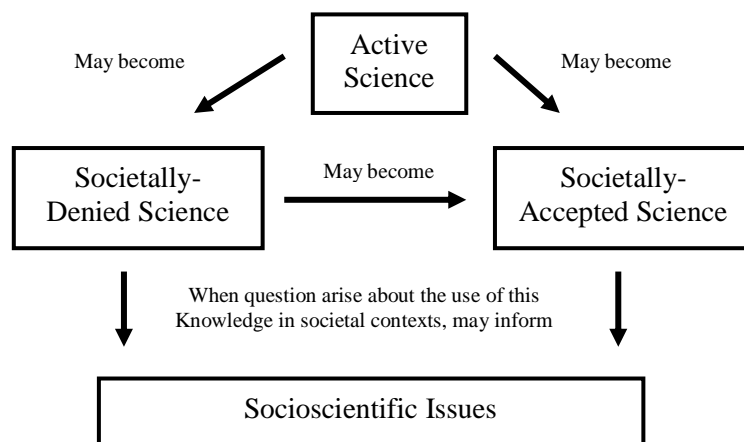 Active
Science
May become
May become
Societally-
Denied Science
May become
Societally-
Accepted Science
When question arise about the use of this
Knowledge in societal contexts, may inform
Socioscientific Issues